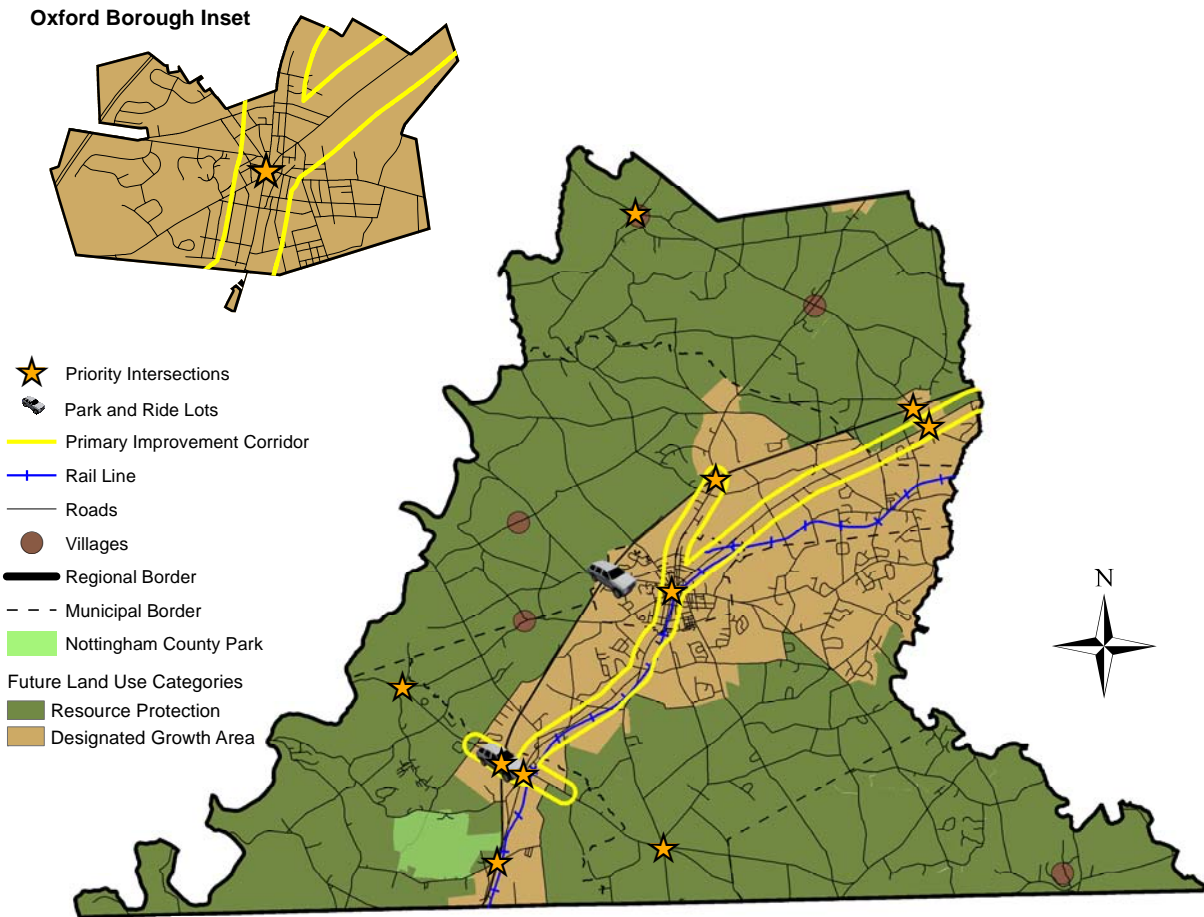 Oxford Borough Inset
Priority Intersections
Park and Ride Lots
Primary Improvement Corridor
Rail Line
Roads
Villages
Regional Border
Municipal Border
Nottingham County Park
Future Land Use Categories
Resource Protection
Designated Growth Area
N